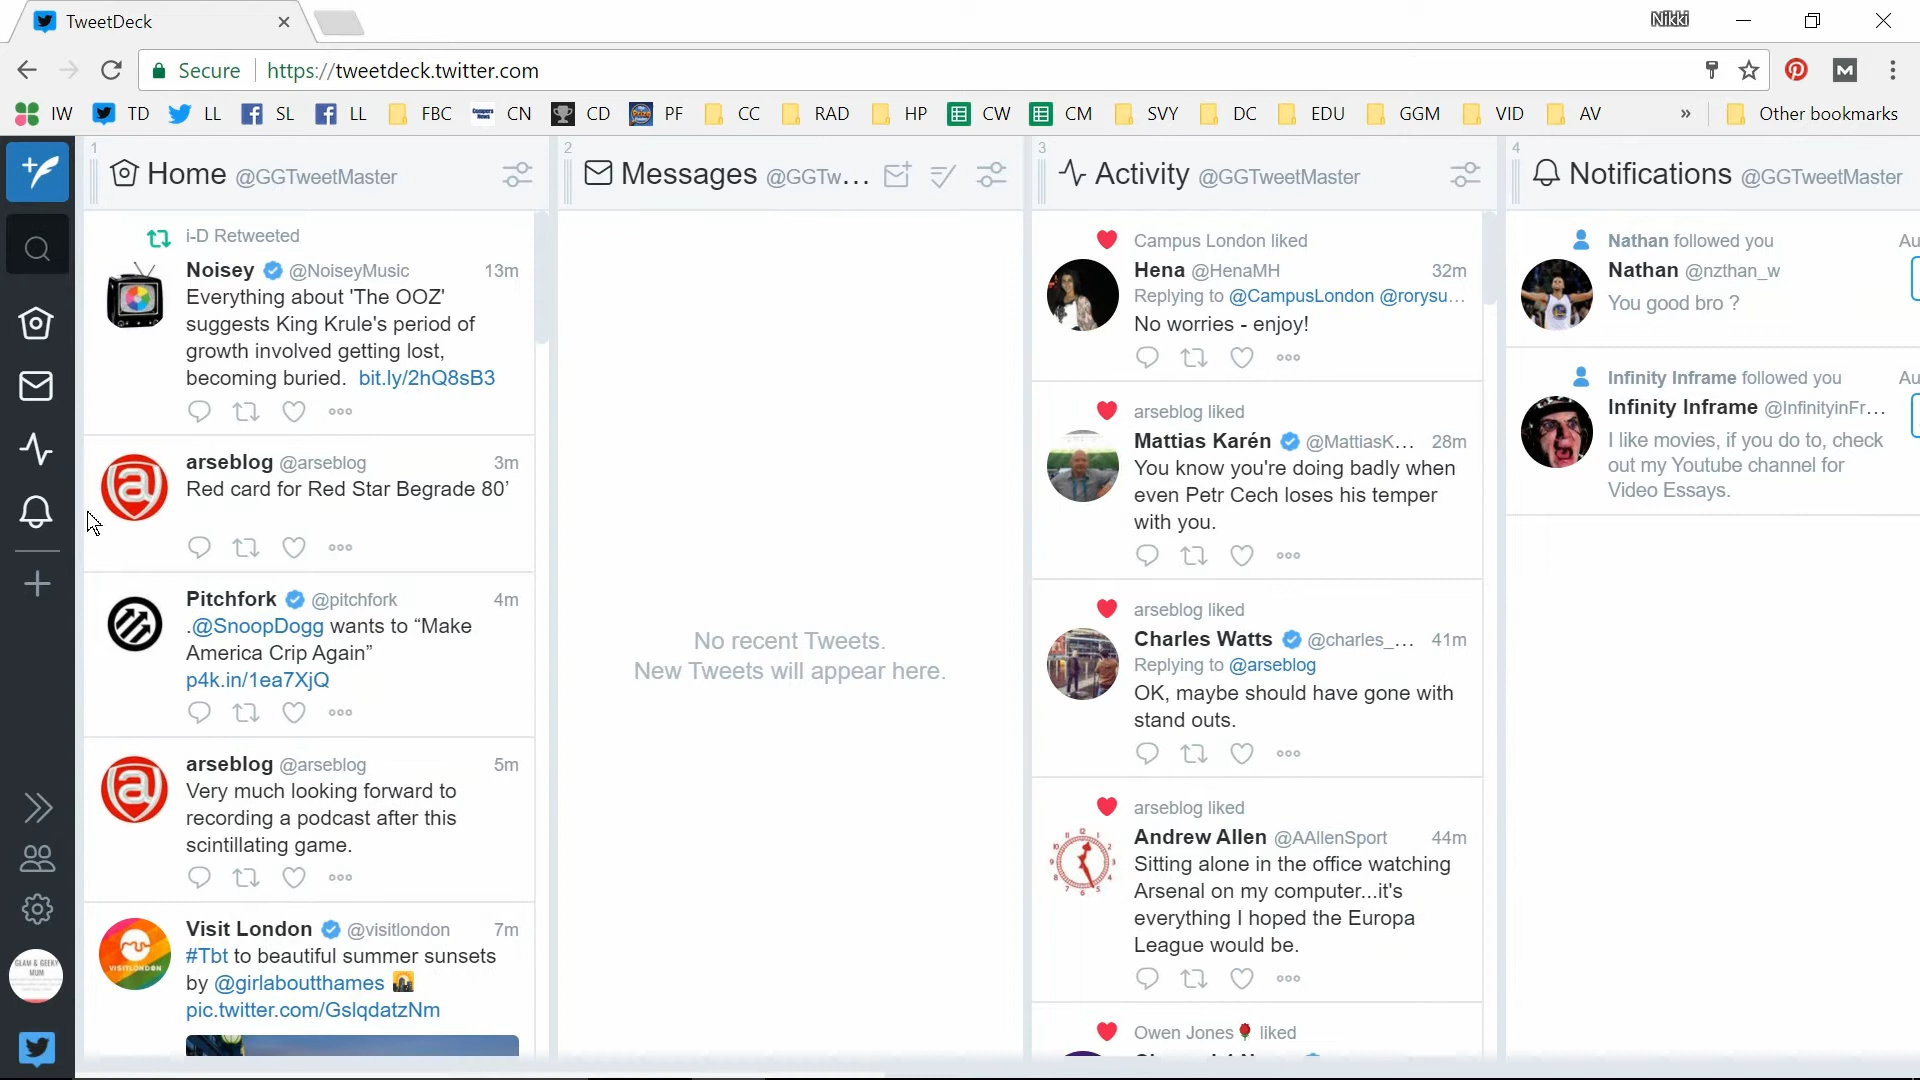 TweetDeck
Nikki
Secure https://tweetdeck.twitter.com
IW TD LL SL LL FBC CN CD PF CC RAD HP CW CM SVY DC EDU GGM VID AV » Other bookmarks
1
Home @GGTweetMaster
i-D Retweeted
Noisey @NoiseyMusic 13m
Everything about 'The OOZ'
suggests King Krule's period of
growth involved getting lost,
becoming buried. bit.ly/2hQ8sB3
arseblog @arseblog 3m
Red card for Red Star Begrade 80’
Pitchfork @pitchfork 4m
.@SnoopDogg wants to “Make
America Crip Again”
p4k.in/1ea7XjQ
arseblog @arseblog 5m
Very much looking forward to
recording a podcast after this
scintillating game.
Visit London @visitlondon 7m
#Tbt to beautiful summer sunsets
by @girlaboutthames
pic.twitter.com/GslqdatzNm
VISITLONDON
GLAM & GEEKY
MUM
2
Messages @GGTw...
No recent Tweets.
New Tweets will appear here.
3
Activity @GGTweetMaster
Campus London liked
Hena @HenaMH 32m
Replying to @CampusLondon @rorysu...
No worries - enjoy!
arseblog liked
Mattias Karén @MattiasK... 28m
You know you're doing badly when
even Petr Cech loses his temper
with you.
arseblog liked
Charles Watts @charles_... 41m
Replying to @arseblog
OK, maybe should have gone with
stand outs.
arseblog liked
Andrew Allen @AAllenSport 44m
Sitting alone in the office watching
Arsenal on my computer...it's
everything I hoped the Europa
League would be.
Owen Jones liked
4
Notifications @GGTweetMaster
Nathan followed you Au
Nathan @nzthan_w
You good bro ?
Infinity Inframe followed you Au
Infinity Inframe @InfinityinFr...
I like movies, if you do to, check
out my Youtube channel for
Video Essays.